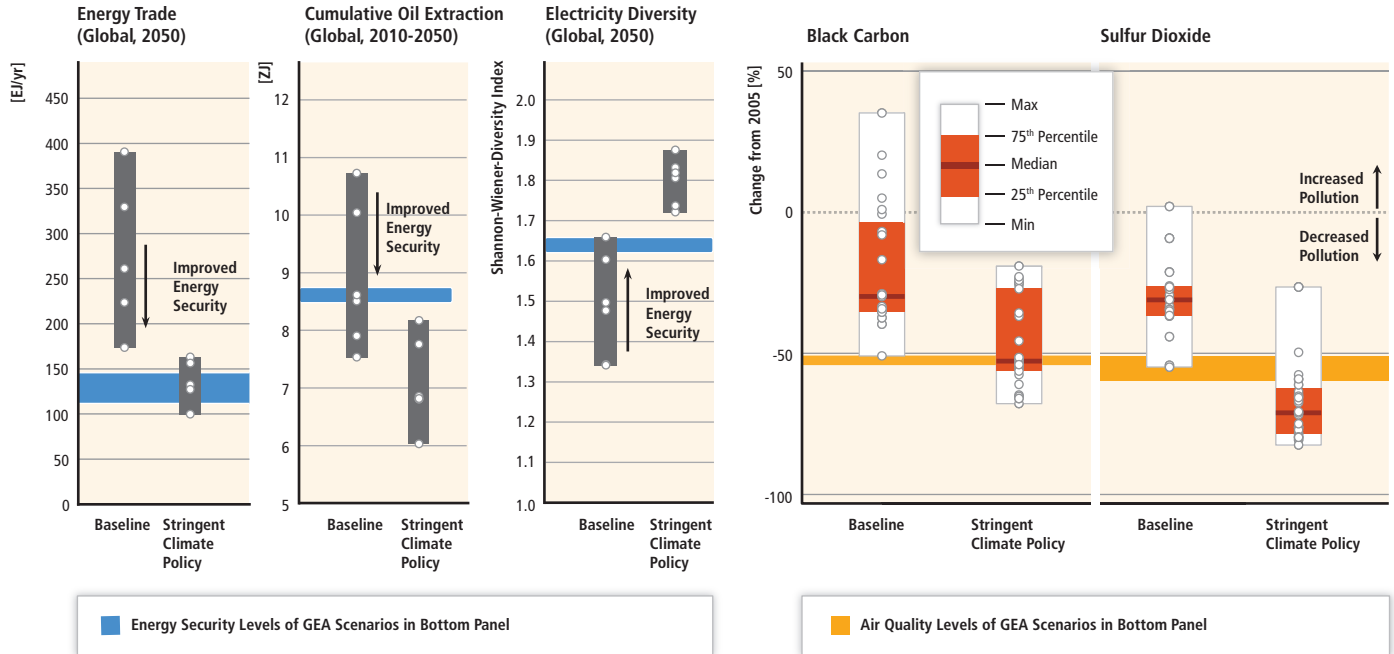 Energy Trade
(Global, 2050)
[EJ/yr]
450
400
350
300
250
200
150
100
50
0
Improved
Energy
Security
Baseline
Stringent
Climate
Policy
Cumulative Oil Extraction
(Global, 2010-2050)
[ZJ]
12
11
10
9
8
7
6
5
Improved
Energy
Security
Baseline
Stringent
Climate
Policy
Electricity Diversity
(Global, 2050)
Shannon-Wiener-Diversity Index
2.0
1.9
1.8
1.7
1.6
1.5
1.4
1.3
1.2
1.1
1.0
Improved
Energy
Security
Baseline
Stringent
Climate
Policy
Energy Security Levels of GEA Scenarios in Bottom Panel
Black Carbon
Sulfur Dioxide
Change from 2005 [%]
50
0
-50
-100
Max
75th Percentile
Median
25th Percentile
Min
Increased
Pollution
Decreased
Pollution
Baseline
Stringent
Climate Policy
Baseline
Stringent
Climate Policy
Air Quality Levels of GEA Scenarios in Bottom Panel